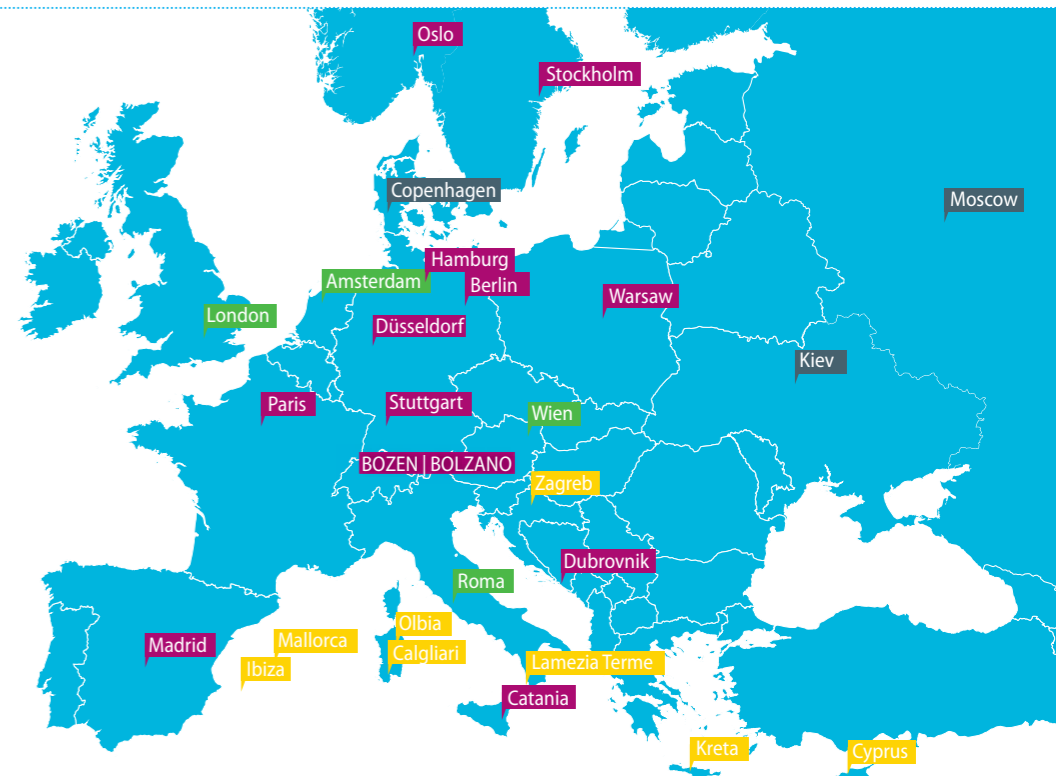 Oslo
Stockholm
Copenhagen
Moscow
Hamburg
Amsterdam
Berlin
Warsaw
London
Düsseldorf
Kiev
Paris
Stuttgart
Wien
BOZEN | BOLZANO
Zagreb
Dubrovnik
Roma
Olbia
Mallorca
Madrid
Calgliari
Ibiza
Lamezia Terme
Catania
Kreta
Cyprus